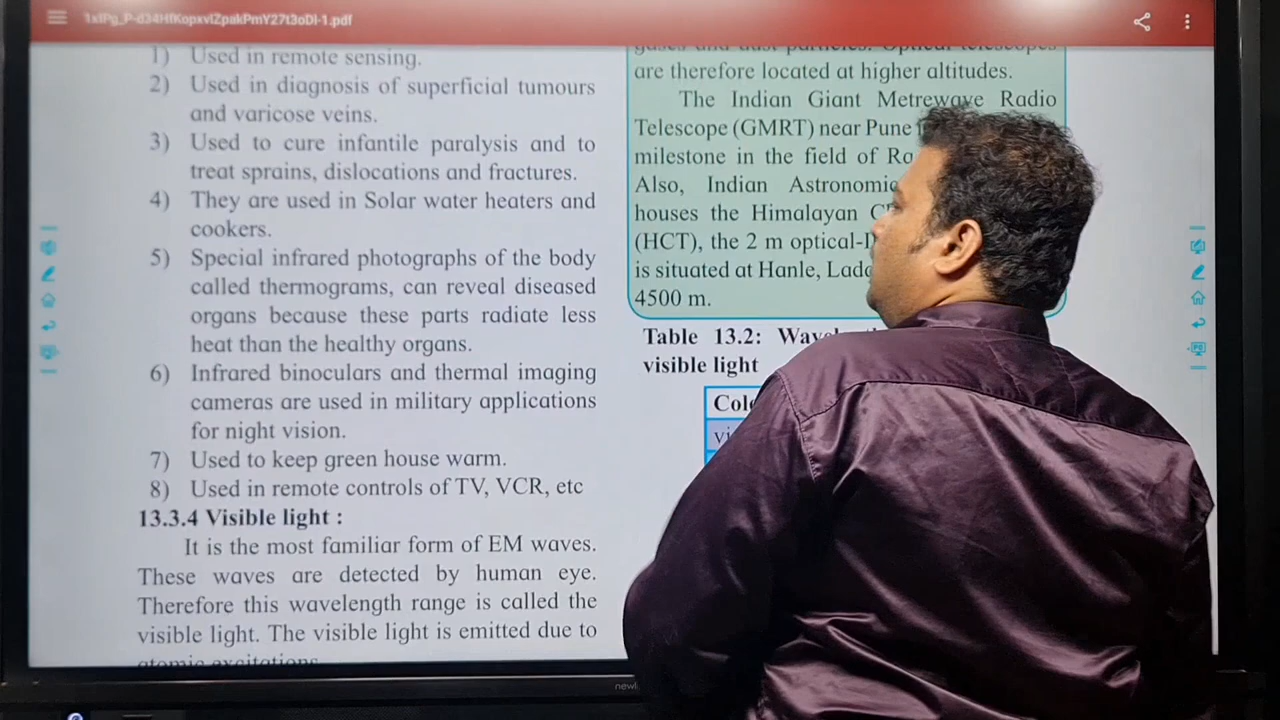 1xIPg_P-d34HfKopxvIZpakPmY27t3oDI-1.pdf
1) Used in remote sensing.
2) Used in diagnosis of superficial tumours
and varicose veins.
3) Used to cure infantile paralysis and to
treat sprains, dislocations and fractures.
4) They are used in Solar water heaters and
cookers.
5) Special infrared photographs of the body
called thermograms, can reveal diseased
organs because these parts radiate less
heat than the healthy organs.
6) Infrared binoculars and thermal imaging
cameras are used in military applications
for night vision.
7) Used to keep green house warm.
8) Used in remote controls of TV, VCR, etc
13.3.4 Visible light :
It is the most familiar form of EM waves.
These waves are detected by human eye.
Therefore this wavelength range is called the
visible light. The visible light is emitted due to
atomic excitations
gases and dust particles. Optical telescopes
are therefore located at higher altitudes.
The Indian Giant Metrewave Radio
Telescope (GMRT) near Pune
milestone in the field of
Also, Indian
houses the Himalayan
(HCT), the 2 m
is situated at Hanle,
4500 m.
Table 13.2:
visible light